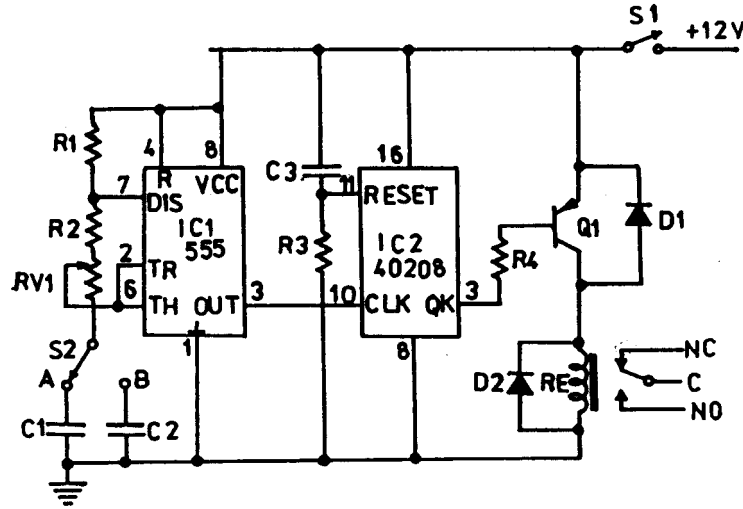 S1
+12V
R1
4
8
R
VCC
C3
16
7
DIS
11
RESET
R2
IC1
555
Q1
D1
R3
IC2
40208
R4
2
TR
RV1
6
TH
OUT
3
10
CLK
QK
3
S2
1
8
A
B
D2
RE
NC
C
NO
C1
C2